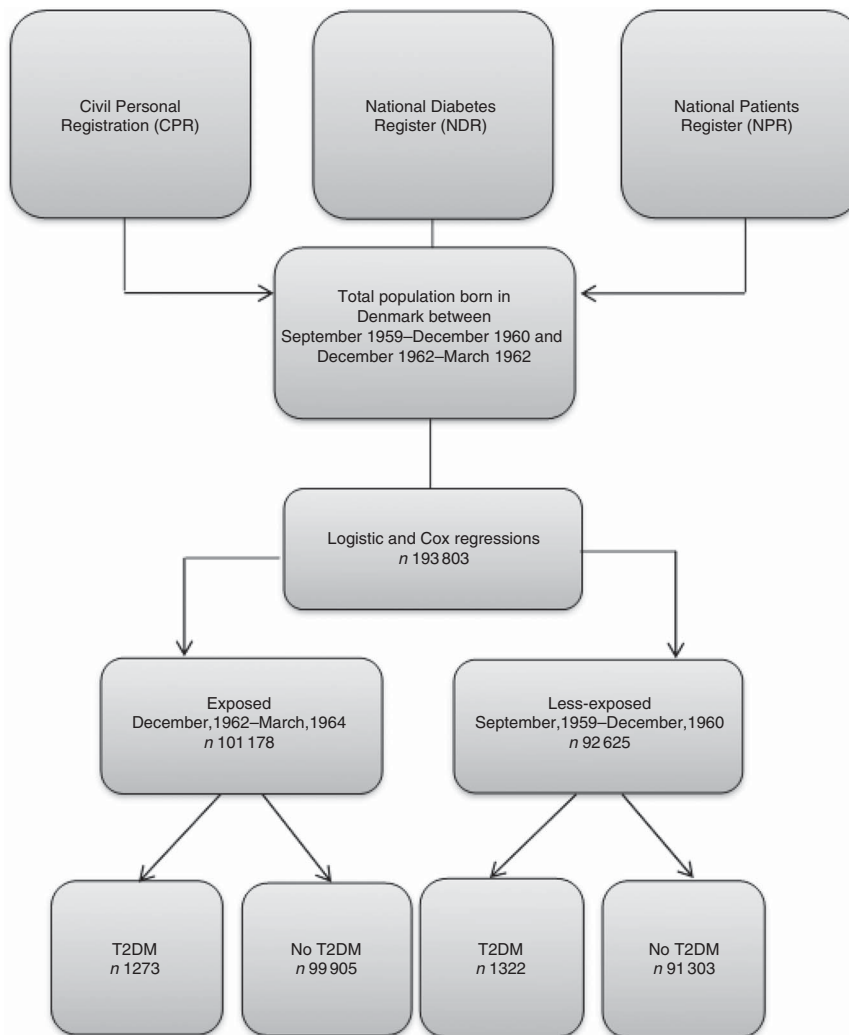 Civil Personal
Registration (CPR)
National Diabetes
Register (NDR)
National Patients
Register (NPR)
Total population born in
Denmark between
September 1959–December 1960 and
December 1962–March 1962
Logistic and Cox regressions
n 193 803
Exposed
December,1962–March,1964
n 101 178
Less-exposed
September,1959–December,1960
n 92 625
T2DM
n 1273
No T2DM
n 99 905
T2DM
n 1322
No T2DM
n 91 303